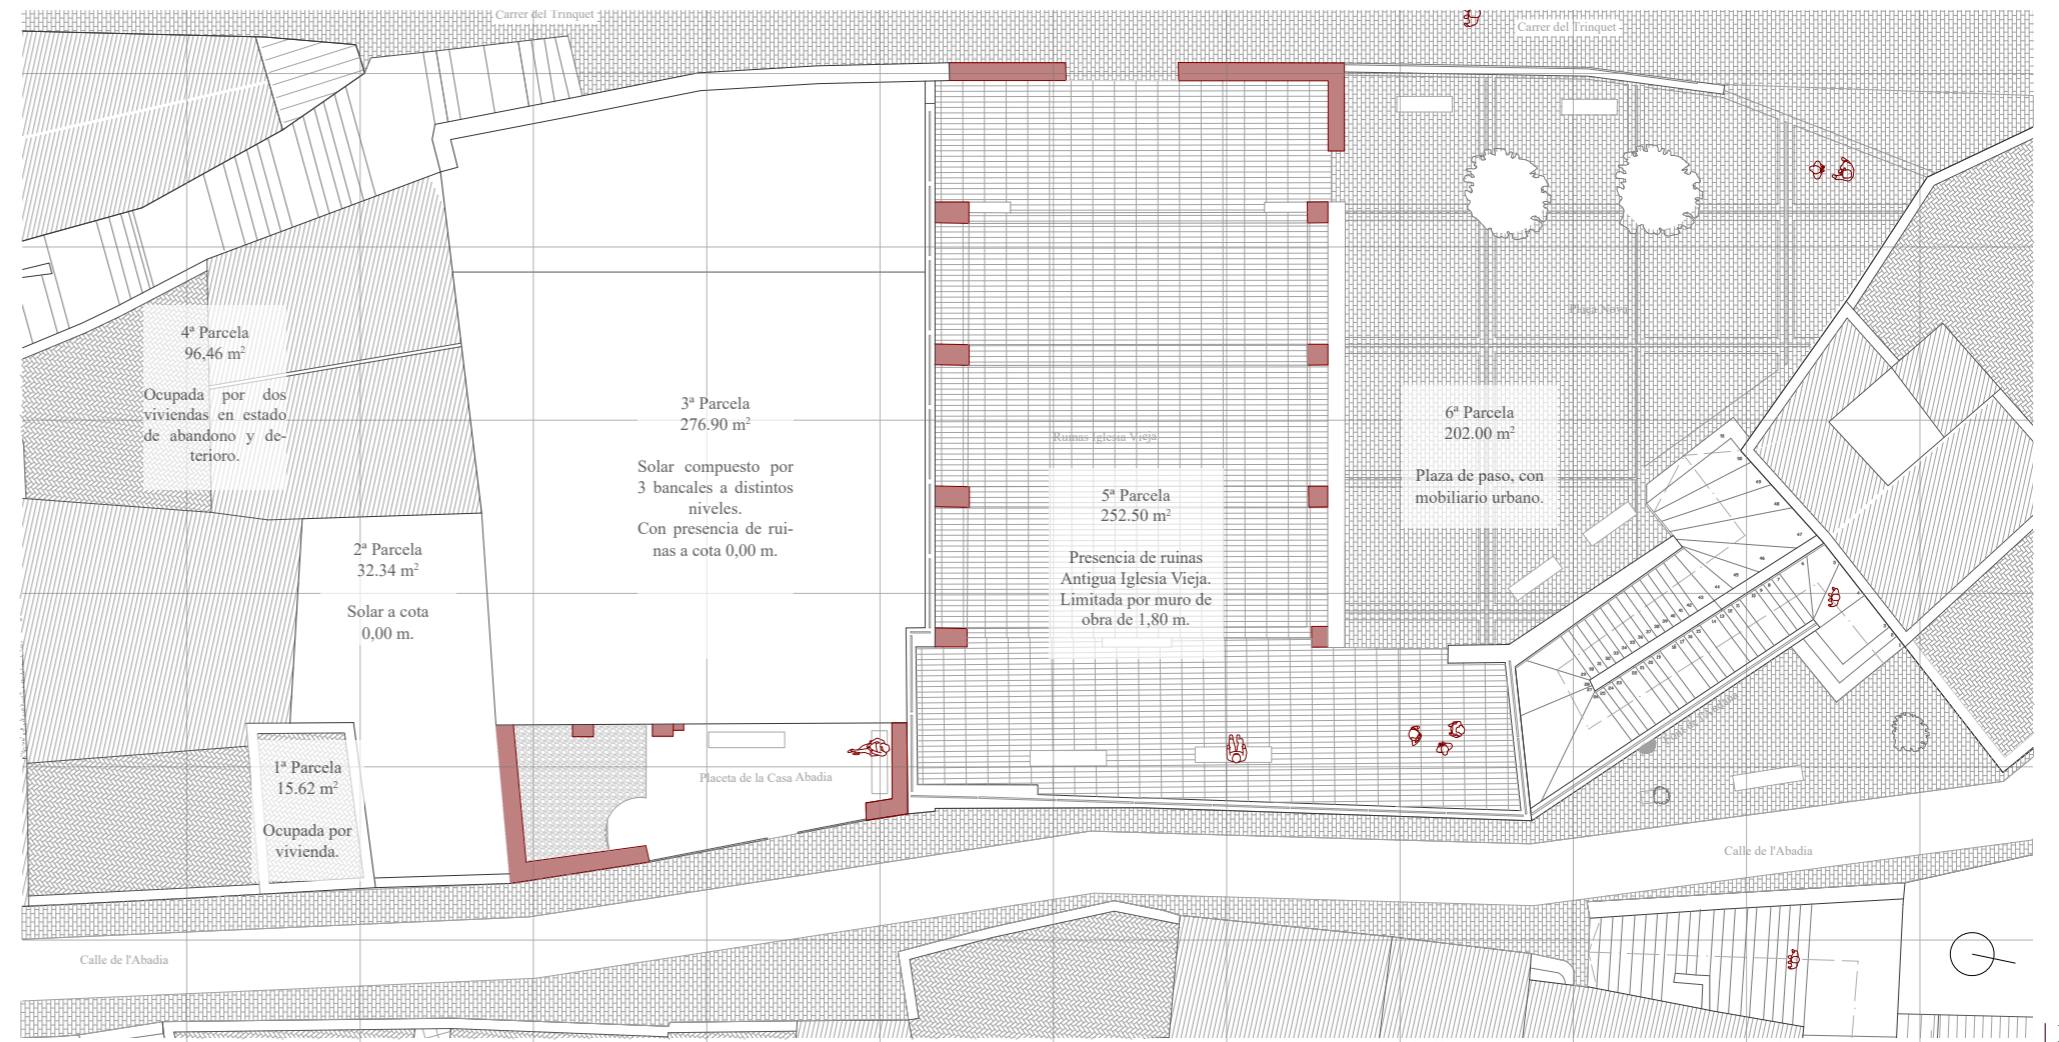 Carrer del Trinquet
Carrer del Trinquet
4ª Parcela
96,46 m²
Ocupada por dos
viviendas en estado
de abandono y de-
terioro.
3ª Parcela
276.90 m²
Solar compuesto por
3 bancales a distintos
niveles.
Con presencia de rui-
nas a cota 0,00 m.
Plaça Nova
6ª Parcela
202.00 m²
Plaza de paso, con
mobiliario urbano.
Ruinas Iglesia Vieja
5ª Parcela
252.50 m²
Presencia de ruinas
Antigua Iglesia Vieja.
Limitada por muro de
obra de 1,80 m.
2ª Parcela
32.34 m²
Solar a cota
0,00 m.
1ª Parcela
15.62 m²
Ocupada por
vivienda.
Placeta de la Casa Abadia
Calle de l'Abadia
Calle de l'Abadia